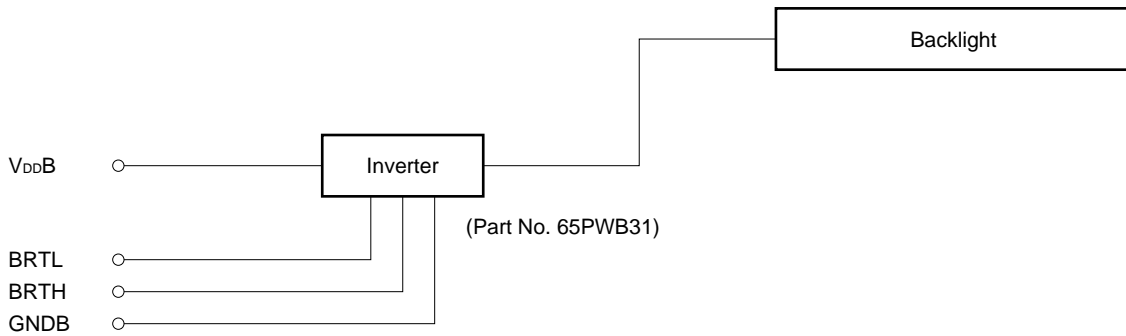 Backlight
VDDB
Inverter
(Part No. 65PWB31)
BRTL
BRTH
GNDB